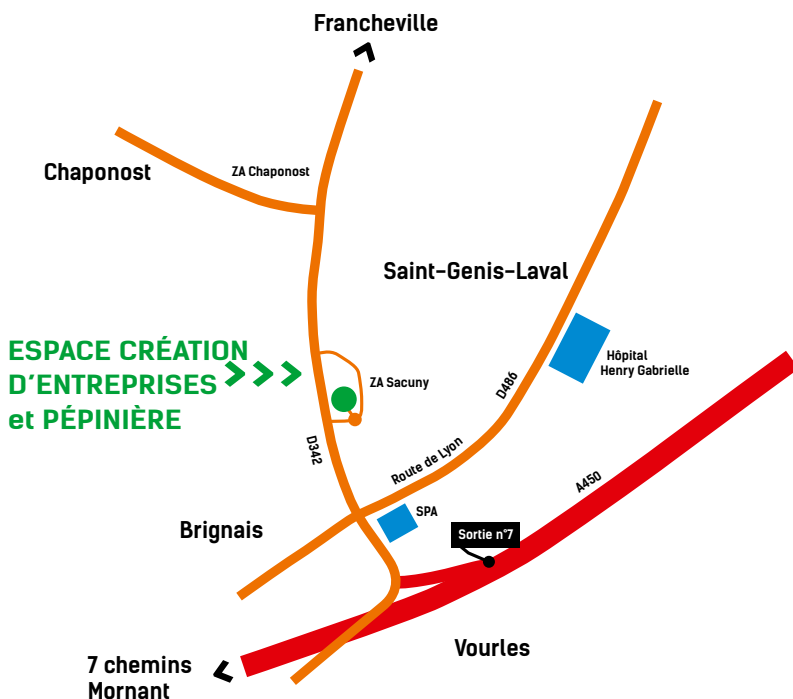 Francheville
Chaponost
ZA Chaponost
Saint-Genis-Laval
ESPACE CRÉATION
D'ENTREPRISES
et PÉPINIÈRE
ZA Sacuny
Hôpital
Henry Gabrielle
D486
D342
Route de Lyon
A450
SPA
Brignais
Sortie n°7
Vourles
7 chemins
Mornant